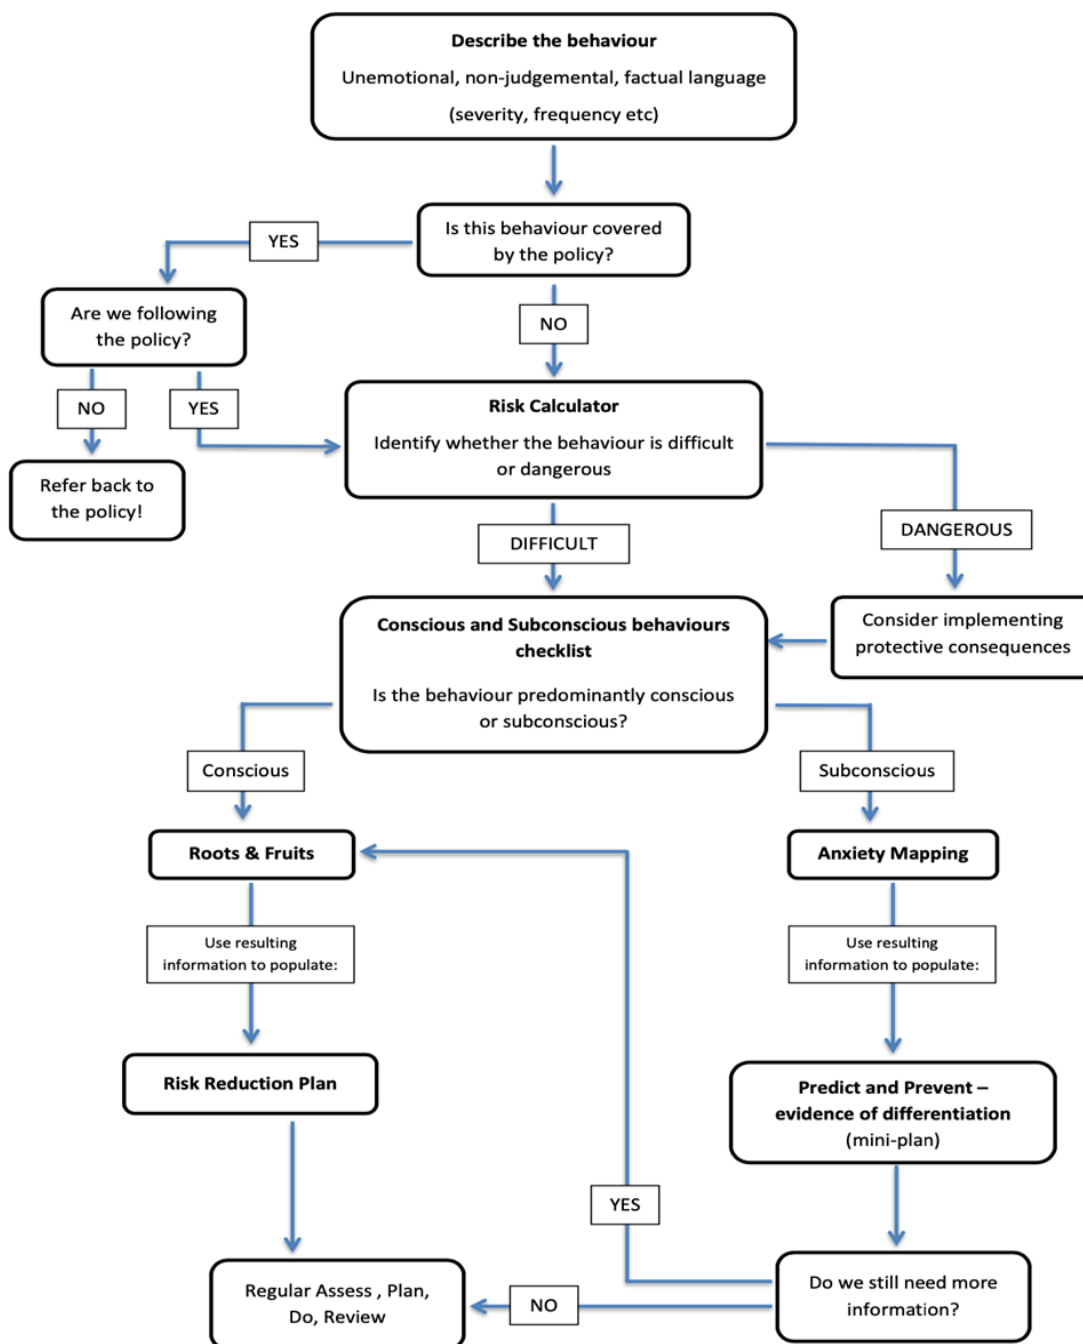 Describe the behaviour
Unemotional, non-judgemental, factual language
(severity, frequency etc)
Is this behaviour covered
by the policy?
YES
Are we following
the policy?
NO
NO
YES
Risk Calculator
Identify whether the behaviour is difficult
or dangerous
Refer back to
the policy!
DIFFICULT
DANGEROUS
Conscious and Subconscious behaviours
checklist
Is the behaviour predominantly conscious
or subconscious?
Consider implementing
protective consequences
Conscious
Subconscious
Roots & Fruits
Anxiety Mapping
Use resulting
information to populate:
Use resulting
information to populate:
Risk Reduction Plan
Predict and Prevent –
evidence of differentiation
(mini-plan)
YES
Regular Assess , Plan,
Do, Review
NO
Do we still need more
information?